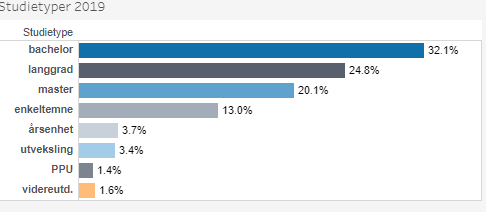 Studietyper 2019
Studietype
bachelor 32.1%
langgrad 24.8%
master 20.1%
enkeltemne 13.0%
årsenhet 3.7%
utveksling 3.4%
PPU 1.4%
videreutd. 1.6%